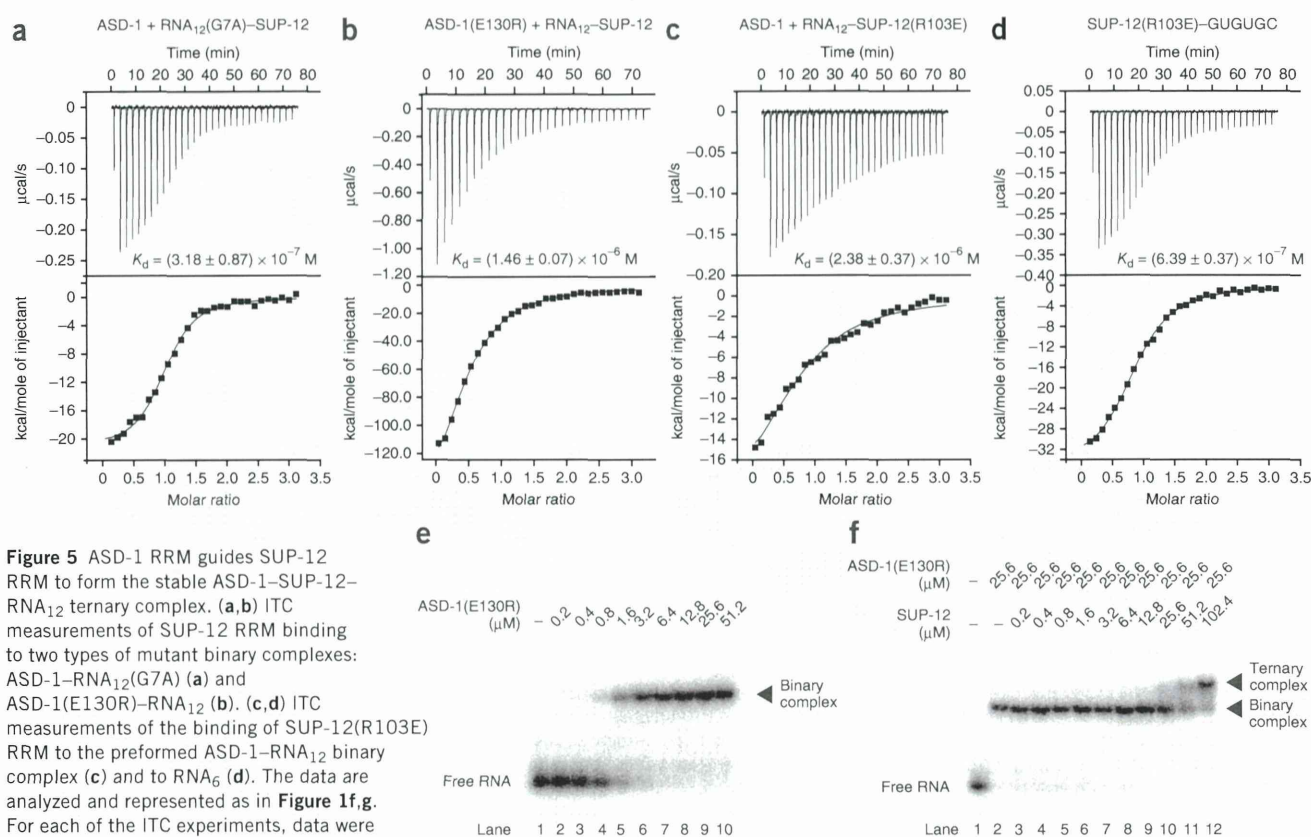 a
ASD-1 + RNA12(G7A)–SUP-12
Time (min)
0 10 20 30 40 50 60 70 80
0
–0.05
–0.10
–0.15
–0.20
–0.25
µcal/s
Kd = (3.18 ± 0.87) × 10–7 M
0
–4
–8
–12
–16
–20
kcal/mole of injectant
0 0.5 1.0 1.5 2.0 2.5 3.0 3.5
Molar ratio
b
ASD-1(E130R) + RNA12–SUP-12
Time (min)
0 10 20 30 40 50 60 70
0
–0.20
–0.40
–0.60
–0.80
–1.00
–1.20
µcal/s
Kd = (1.46 ± 0.07) × 10–6 M
0
–20.0
–40.0
–60.0
–80.0
–100.0
–120.0
kcal/mole of injectant
0 0.5 1.0 1.5 2.0 2.5 3.0
Molar ratio
c
ASD-1 + RNA12–SUP-12(R103E)
Time (min)
0 10 20 30 40 50 60 70 80
0
–0.05
–0.10
–0.15
–0.20
µcal/s
Kd = (2.38 ± 0.37) × 10–6 M
0
–2
–4
–6
–8
–10
–12
–14
–16
kcal/mole of injectant
0 0.5 1.0 1.5 2.0 2.5 3.0 3.5
Molar ratio
d
SUP-12(R103E)–GUGUGC
Time (min)
0 10 20 30 40 50 60 70 80
0.05
0
–0.05
–0.10
–0.15
–0.20
–0.25
–0.30
–0.35
–0.40
µcal/s
Kd = (6.39 ± 0.37) × 10–7 M
0
–4
–8
–12
–16
–20
–24
–28
–32
kcal/mole of injectant
0 0.5 1.0 1.5 2.0 2.5 3.0 3.5
Molar ratio
Figure 5 ASD-1 RRM guides SUP-12
RRM to form the stable ASD-1–SUP-12–
RNA12 ternary complex. (a,b) ITC
measurements of SUP-12 RRM binding
to two types of mutant binary complexes:
ASD-1–RNA12(G7A) (a) and
ASD-1(E130R)–RNA12 (b). (c,d) ITC
measurements of the binding of SUP-12(R103E)
RRM to the preformed ASD-1–RNA12 binary
complex (c) and to RNA6 (d). The data are
analyzed and represented as in Figure 1f,g.
For each of the ITC experiments, data were
e
ASD-1(E130R)
(µM)
– 0.2 0.4 0.8 1.6 3.2 6.4 12.8 25.6 51.2
Binary
complex
Free RNA
Lane 1 2 3 4 5 6 7 8 9 10
f
ASD-1(E130R)
(µM)
– 25.6 25.6 25.6 25.6 25.6 25.6 25.6 25.6 25.6 25.6 25.6
SUP-12
(µM)
– – 0.2 0.4 0.8 1.6 3.2 6.4 12.8 25.6 51.2 102.4
Ternary
complex
Binary
complex
Free RNA
Lane 1 2 3 4 5 6 7 8 9 10 11 12